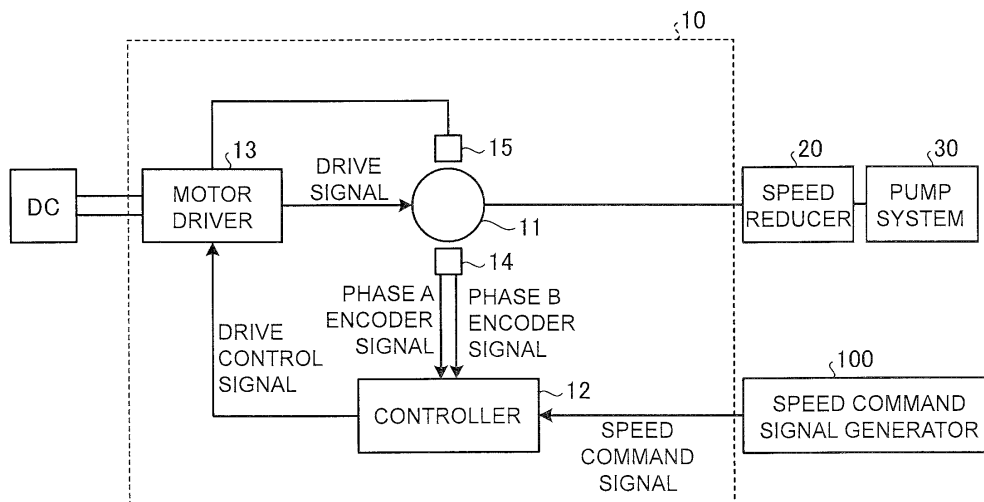 10
13
15
20
30
DC
MOTOR
DRIVER
DRIVE
SIGNAL
11
SPEED
REDUCER
PUMP
SYSTEM
14
PHASE A
ENCODER
SIGNAL
PHASE B
ENCODER
SIGNAL
DRIVE
CONTROL
SIGNAL
12
CONTROLLER
SPEED
COMMAND
SIGNAL
100
SPEED COMMAND
SIGNAL GENERATOR